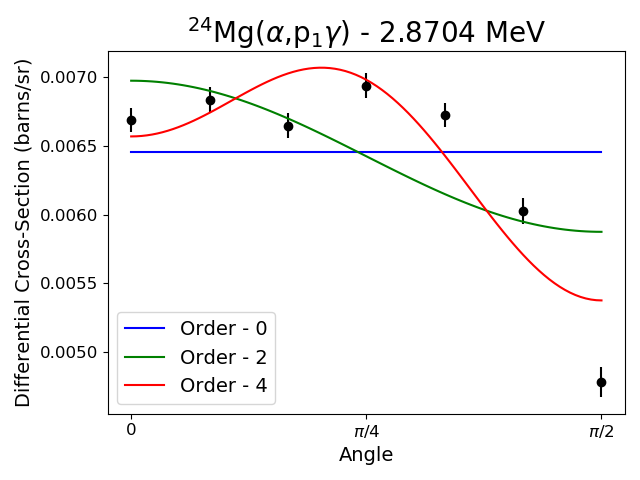 ²⁴Mg(α,p₁γ) - 2.8704 MeV
Differential Cross-Section (barns/sr)
0.0070
0.0065
0.0060
0.0055
0.0050
Order - 0
Order - 2
Order - 4
0 π/4 π/2
Angle